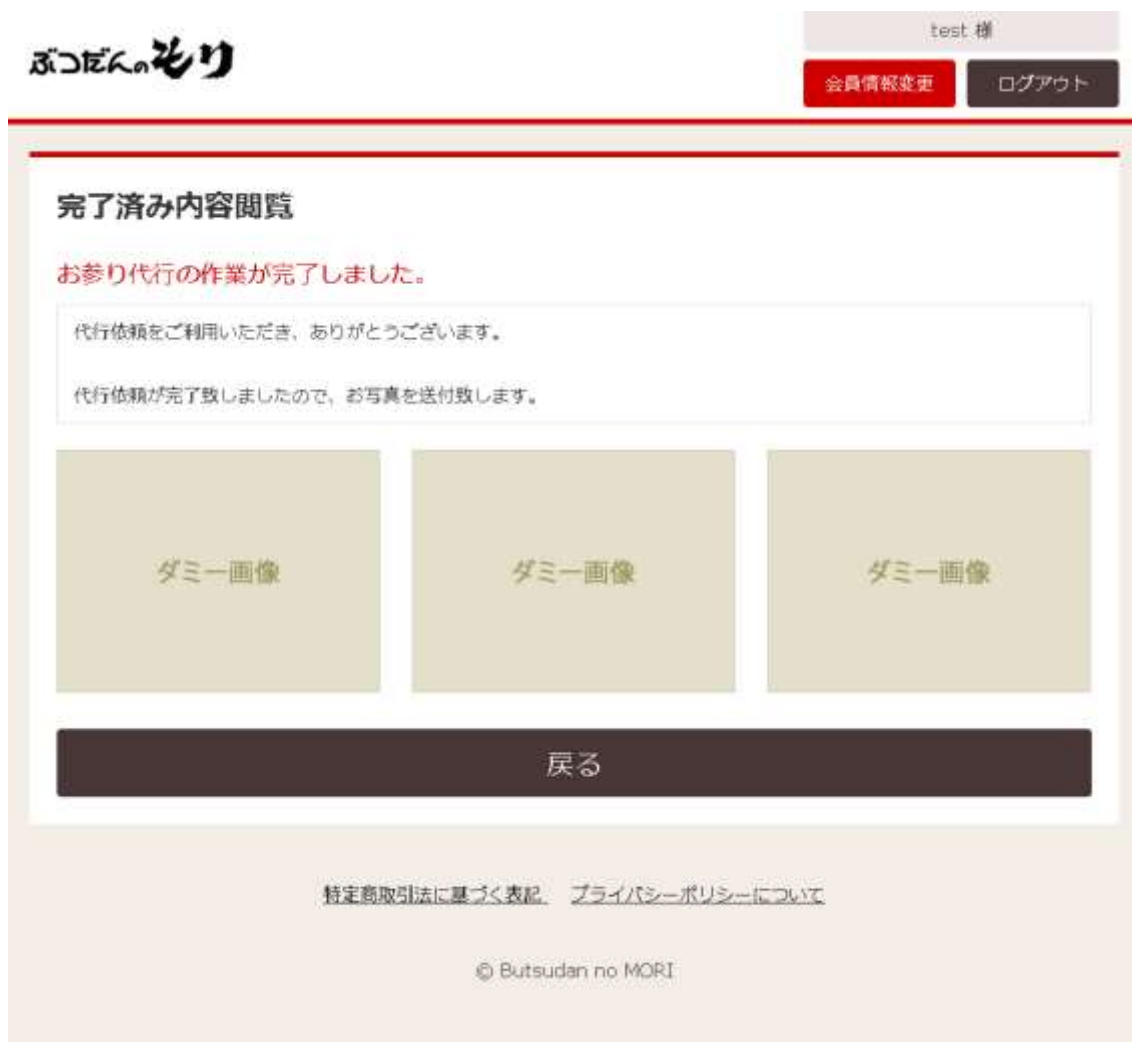 ぶつだんのもり
test 様
会員情報変更
ログアウト
完了済み内容閲覧
お参り代行の作業が完了しました。
代行依頼をご利用いただき、ありがとうございます。
代行依頼が完了致しましたので、お写真を送付致します。
ダミー画像
ダミー画像
ダミー画像
戻る
特定商取引法に基づく表記
プライバシーポリシーについて
© Butsudan no MORI